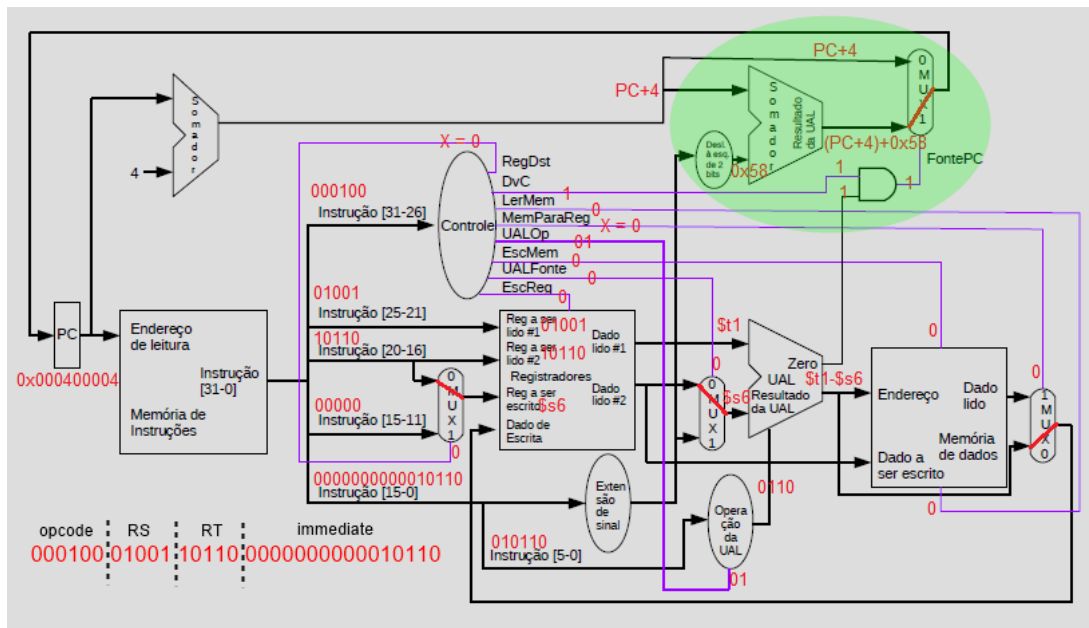 PC+4
0
M
U
X
1
PC+4
Somador
Somador
Resultado da UAL
4
Desl. à esq. de 2 bits
0x58
(PC+4)+0x58
FontePC
X = 0
RegDst
DvC
1
1
1
1
LerMem
0
MemParaReg
X = 0
UALOp
01
EscMem
0
UALFonte
0
EscReg
0
Controle
000100
Instrução [31-26]
01001
Instrução [25-21]
10110
Instrução [20-16]
00000
Instrução [15-11]
0000000000010110
Instrução [15-0]
010110
Instrução [5-0]
PC
0x000400004
Endereço de leitura
Instrução [31-0]
Memória de Instruções
0
M
U
X
1
0
Reg a ser lido #1
01001
Reg a ser lido #2
10110
Registradores
Reg a ser escrito
$s6
Dado de Escrita
Dado lido #1
Dado lido #2
$t1
0
0
M
U
X
1
$s6
Zero
UAL
Resultado da UAL
$t1-$s6
0
Endereço
Dado lido
Memória de dados
Dado a ser escrito
0
0
1
M
U
X
0
Exten são de sinal
Opera ção da UAL
0110
01
opcode
RS
RT
immediate
000100
01001
10110
0000000000010110